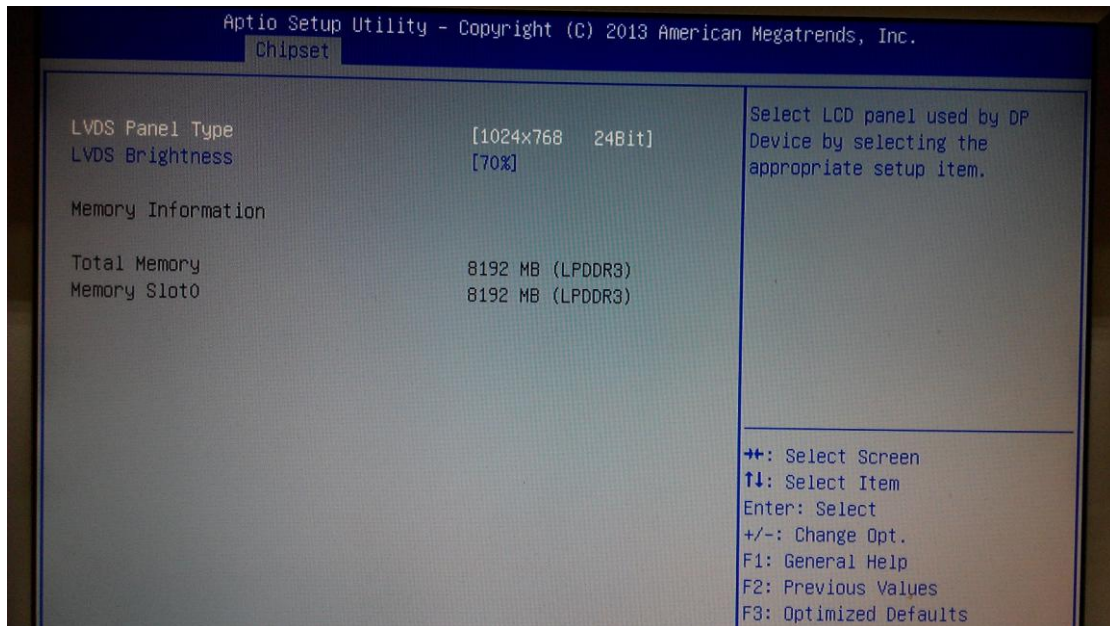 Aptio Setup Utility – Copyright (C) 2013 American Megatrends, Inc.
Chipset
LVDS Panel Type [1024x768 24Bit]
LVDS Brightness [70%]
Memory Information
Total Memory 8192 MB (LPDDR3)
Memory Slot0 8192 MB (LPDDR3)
Select LCD panel used by DP
Device by selecting the
appropriate setup item.
→←: Select Screen
↑↓: Select Item
Enter: Select
+/-: Change Opt.
F1: General Help
F2: Previous Values
F3: Optimized Defaults